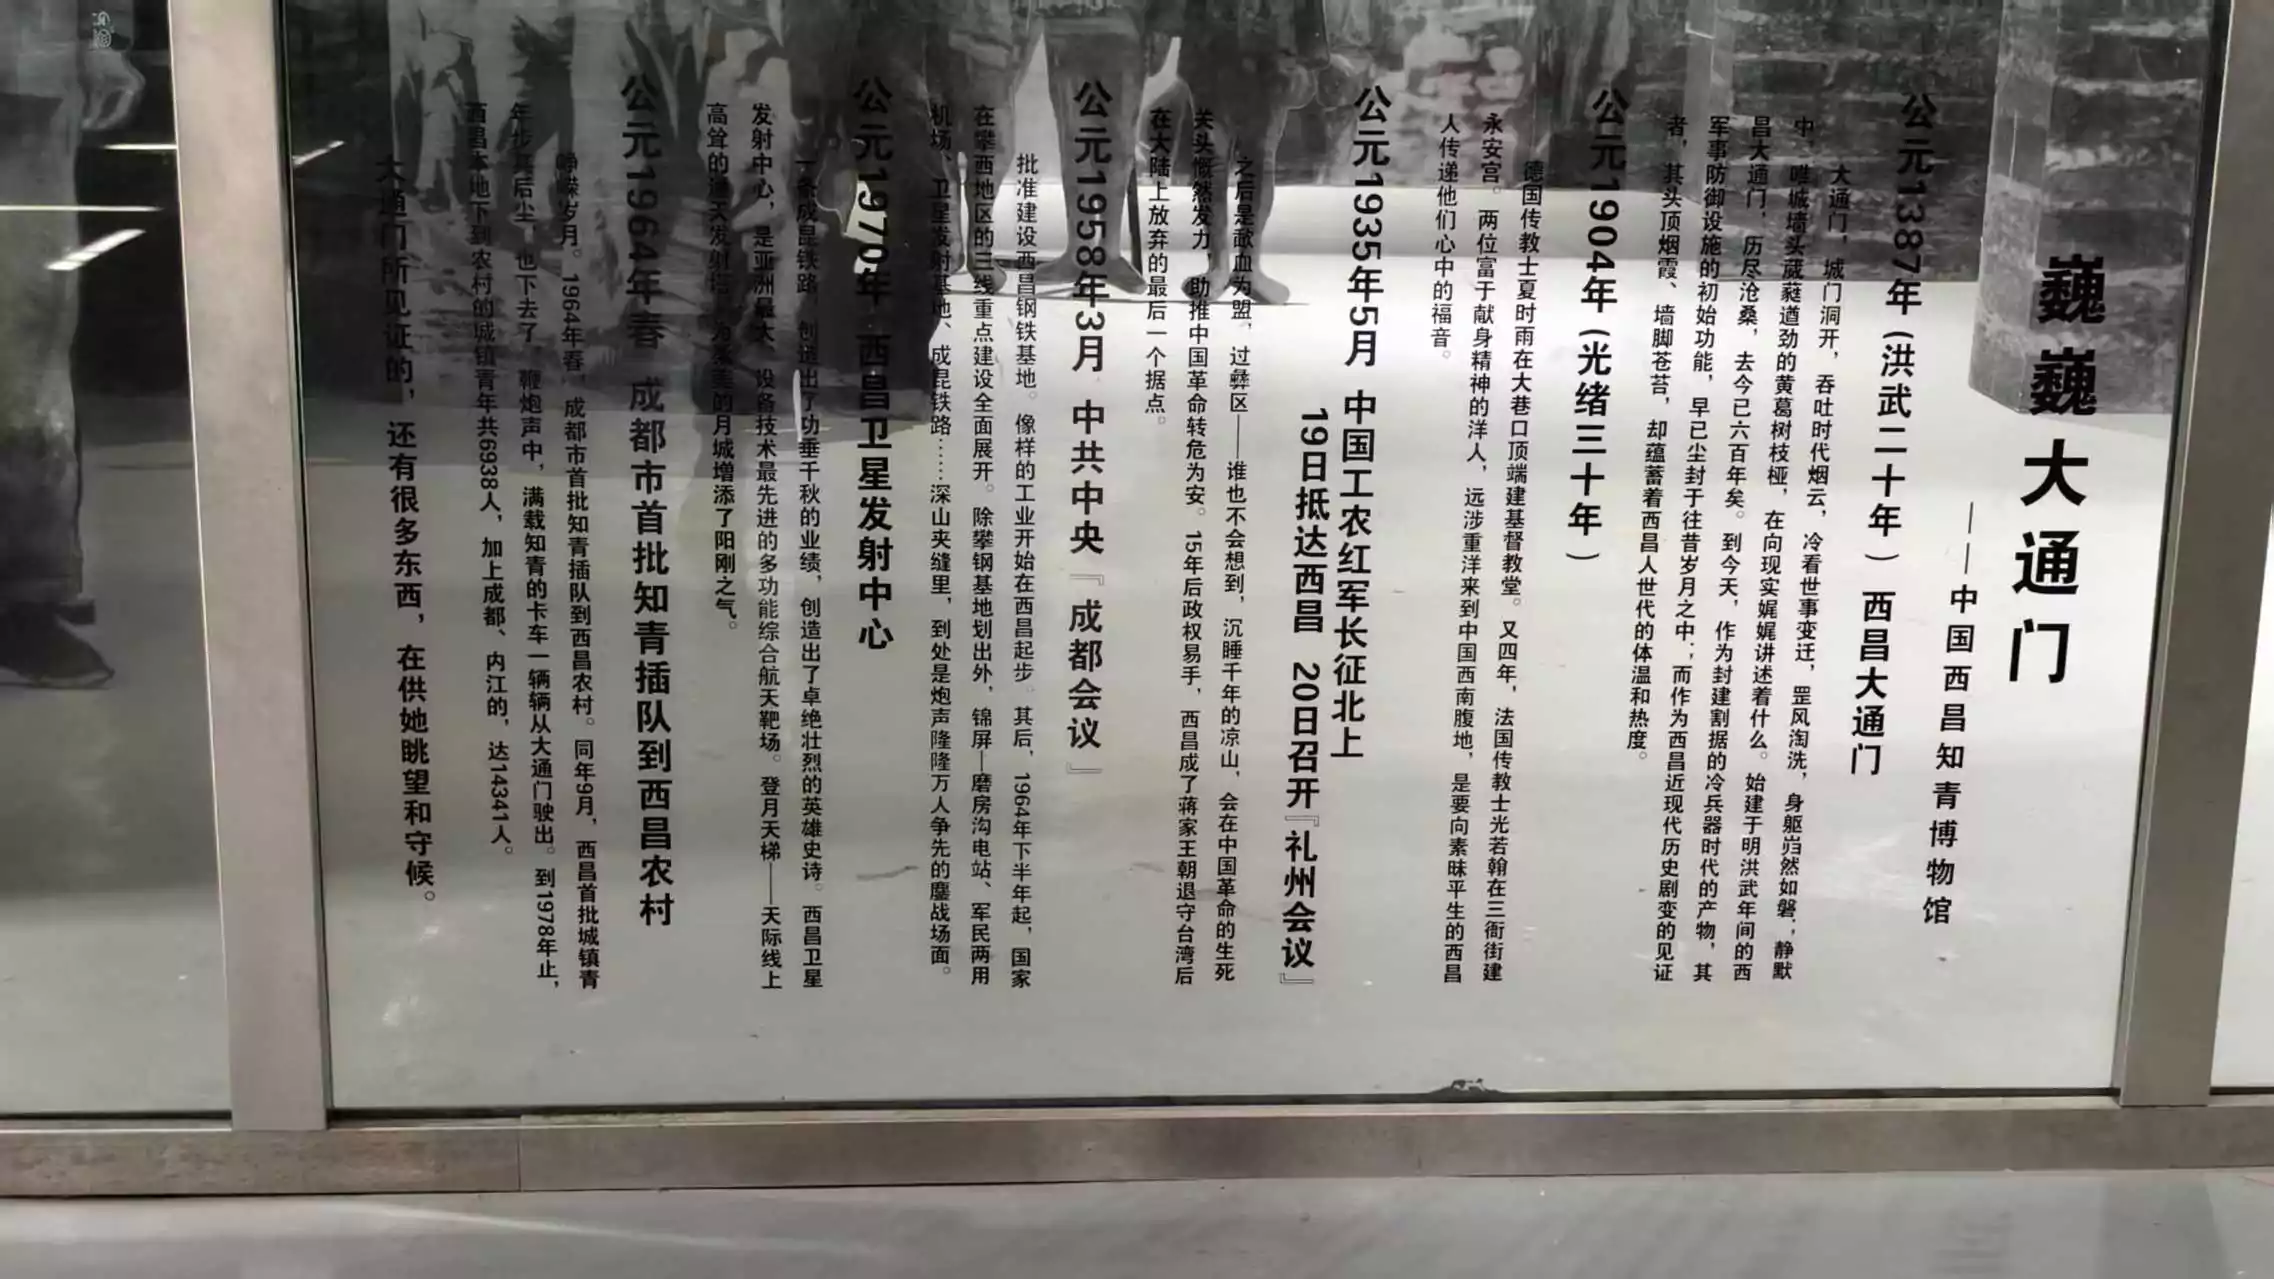 巍巍大通门
——中国西昌知青博物馆
公元1387年（洪武二十年）西昌大通门
大通门，城门洞开，吞吐时代烟云，冷看世事变迁，罡风淘洗，身躯岿然如磐；静默
中，唯城墙头葳蕤遒劲的黄葛树枝桠，在向现实娓娓讲述着什么。始建于明洪武年间的西
昌大通门，历尽沧桑，去今已六百年矣。到今天，作为封建割据的冷兵器时代的产物，其
军事防御设施的初始功能，早已尘封于往昔岁月之中；而作为西昌近现代历史剧变的见证
者，其头顶烟霞、墙脚苍苔，却蕴蓄着西昌人世代的体温和热度。
公元1904年（光绪三十年）
德国传教士夏时雨在大巷口顶端建基督教堂。又四年，法国传教士光若翰在三衙街建
永安宫。两位富于献身精神的洋人，远涉重洋来到中国西南腹地，是要向素昧平生的西昌
人传递他们心中的福音。
公元1935年5月 中国工农红军长征北上
19日抵达西昌 20日召开『礼州会议』
之后是歃血为盟，过彝区——谁也不会想到，沉睡千年的凉山，会在中国革命的生死
关头慨然发力，助推中国革命转危为安。15年后政权易手，西昌成了蒋家王朝退守台湾后
在大陆上放弃的最后一个据点。
公元1958年3月 中共中央『成都会议』
批准建设西昌钢铁基地。像样的工业开始在西昌起步。其后，1964年下半年起，国家
在攀西地区的三线重点建设全面展开。除攀钢基地划出外，锦屏—磨房沟电站、军民两用
机场、卫星发射基地、成昆铁路……深山夹缝里，到处是炮声隆隆万人争先的鏖战场面。
公元1970年 西昌卫星发射中心
一条成昆铁路，创造出了功垂千秋的业绩，创造出了卓绝壮烈的英雄史诗。西昌卫星
发射中心，是亚洲最大、设备技术最先进的多功能综合航天靶场。登月天梯——天际线上
高耸的通天发射塔，为柔美的月城增添了阳刚之气。
公元1964年春 成都市首批知青插队到西昌农村
峥嵘岁月。1964年春，成都市首批知青插队到西昌农村。同年9月，西昌首批城镇青
年步其后尘，也下去了。鞭炮声中，满载知青的卡车一辆辆从大通门驶出。到1978年止，
西昌本地下到农村的城镇青年共6938人，加上成都、内江的，达14341人。
大通门所见证的，还有很多东西，在供她眺望和守候。